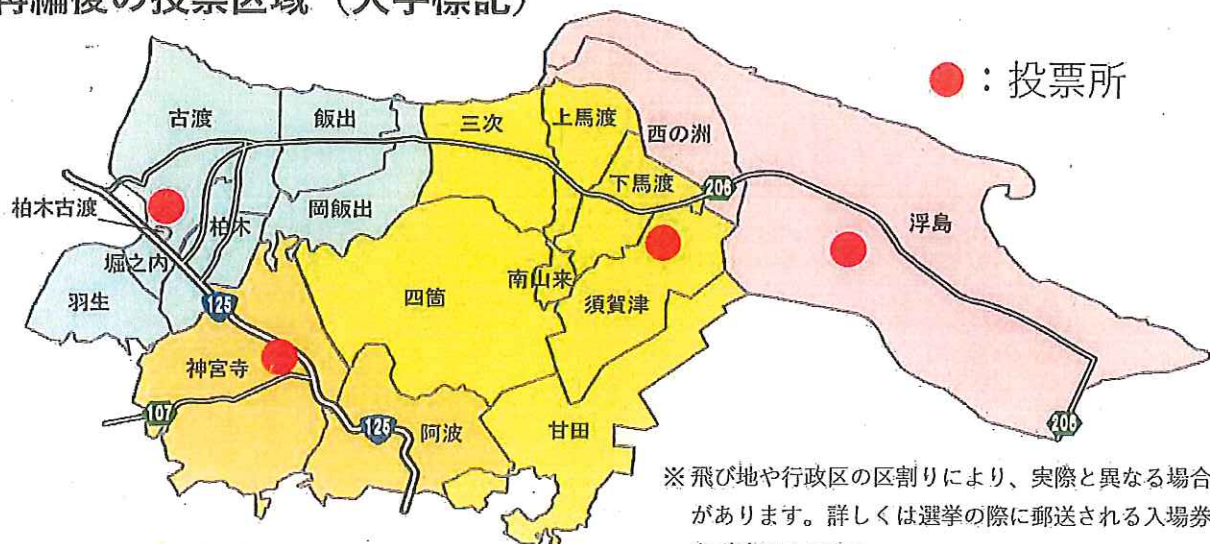 再編後の投票区域（大字標記）
：投票所
古渡
飯出
三次
上馬渡
西の洲
下馬渡
206
柏木古渡
柏木
岡飯出
浮島
堀之内
羽生
125
四箇
南山来
須賀津
神宮寺
107
125
阿波
甘田
206
※飛び地や行政区の区割りにより、実際と異なる場合
があります。詳しくは選挙の際に郵送される入場券